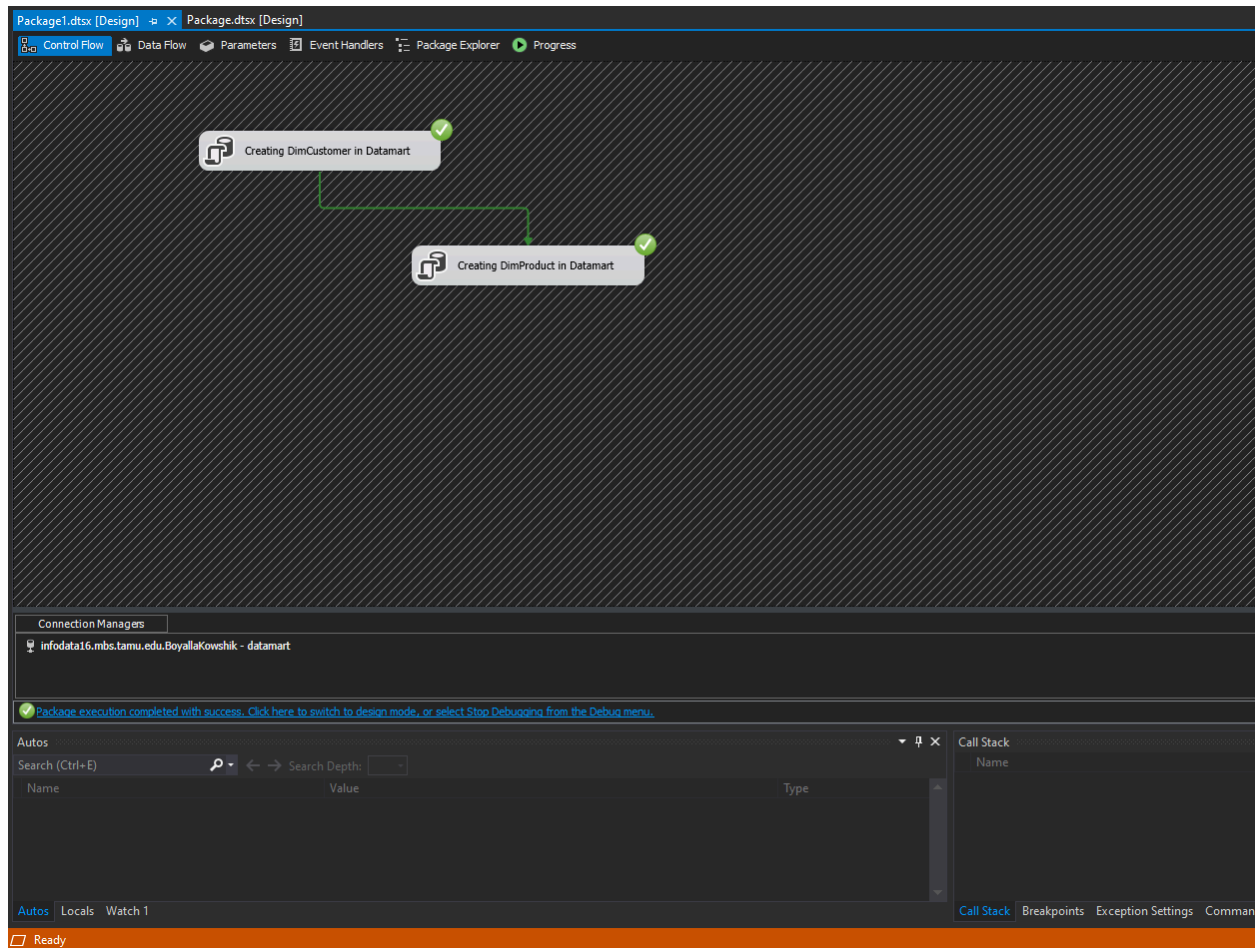 Package1.dtsx [Design] Package.dtsx [Design]
Control Flow Data Flow Parameters Event Handlers Package Explorer Progress
Creating DimCustomer in Datamart
Creating DimProduct in Datamart
Connection Managers
infodata16.mbs.tamu.edu.BoyallaKowshik - datamart
Package execution completed with success. Click here to switch to design mode, or select Stop Debugging from the Debug menu.
Autos
Search (Ctrl+E) Search Depth:
Name Value Type
Autos Locals Watch 1
Call Stack
Name
Call Stack Breakpoints Exception Settings Comman
Ready